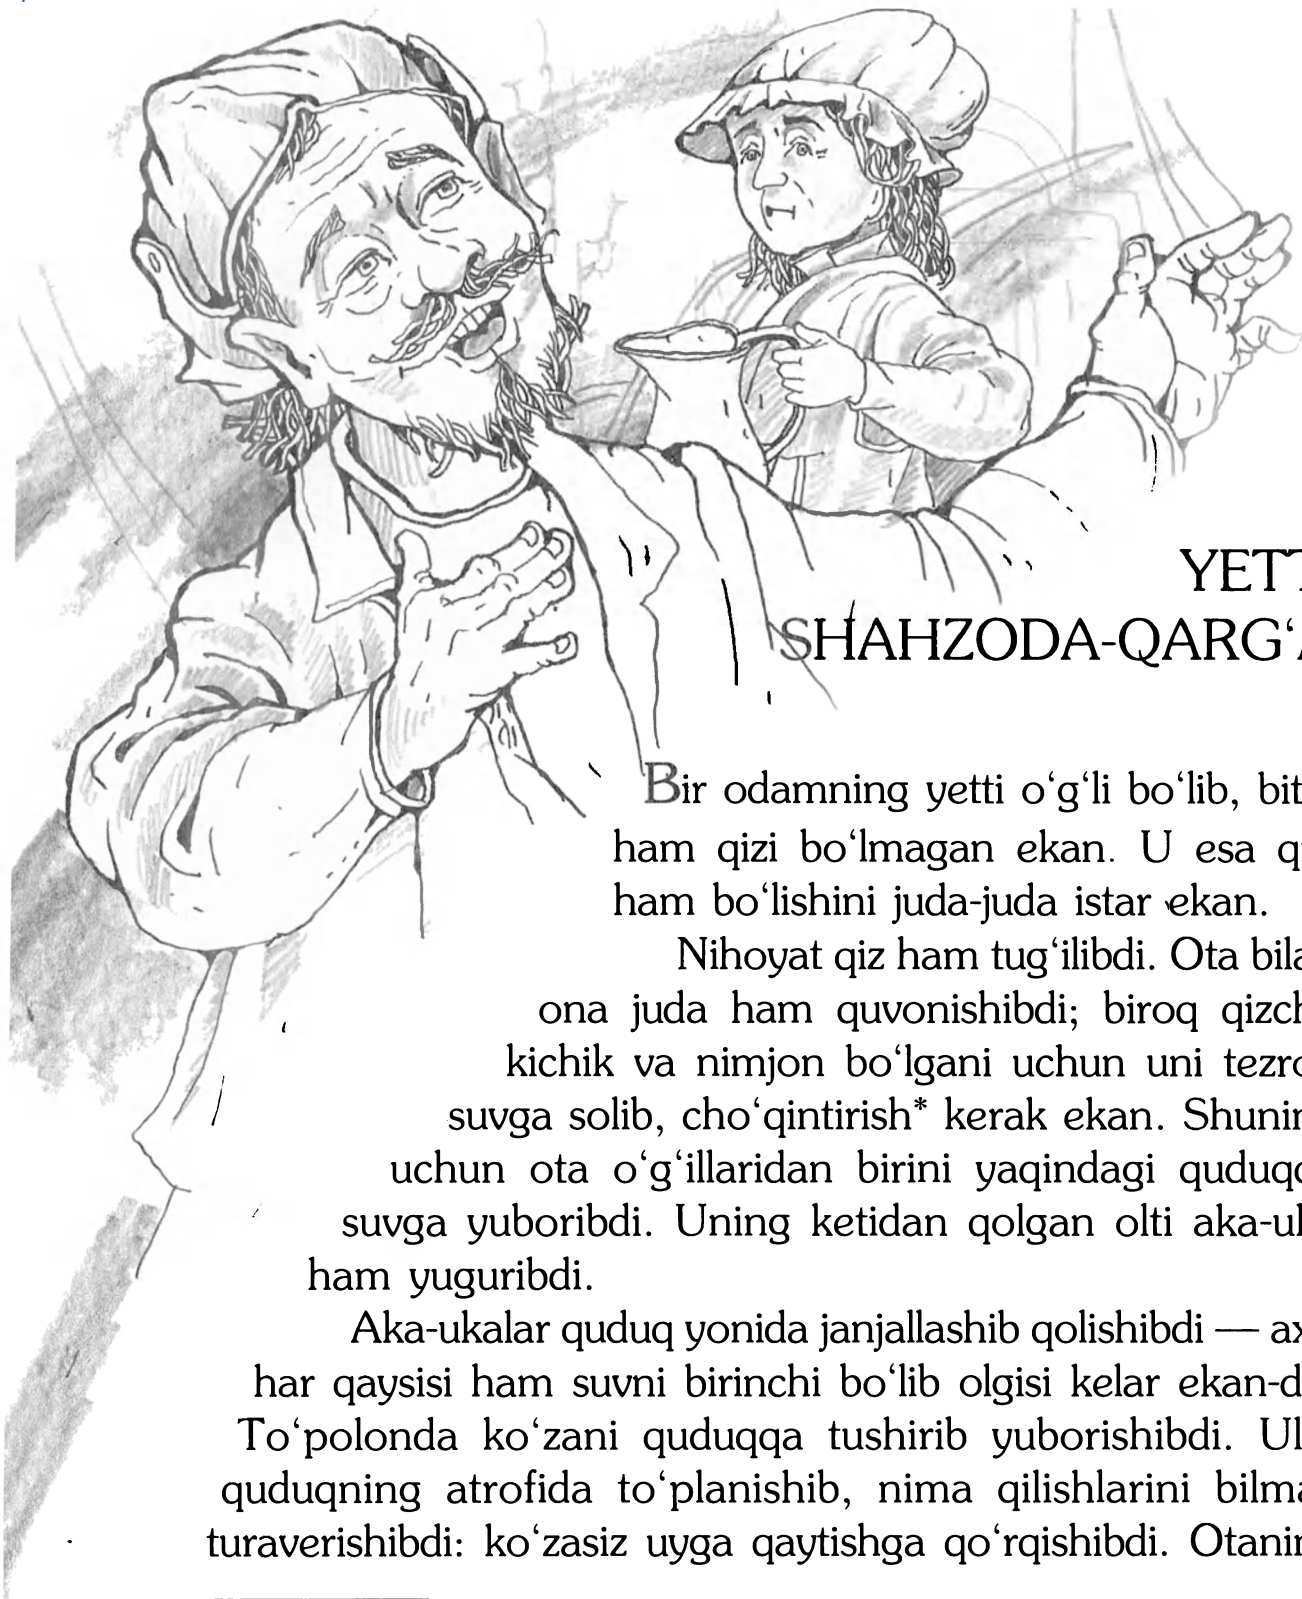 YETT
SHAHZODA-QARG‘A
Bir odamning yetti o‘g‘li bo‘lib, bit
ham qizi bo‘lmagan ekan. U esa q
ham bo‘lishini juda-juda istar ekan.
Nihoyat qiz ham tug‘ilibdi. Ota bila
ona juda ham quvonishibdi; biroq qizch
kichik va nimjon bo‘lgani uchun uni tezro
suvga solib, cho‘qintirish* kerak ekan. Shunin
uchun ota o‘g‘illaridan birini yaqindagi quduqq
suvga yuboribdi. Uning ketidan qolgan olti aka-uk
ham yuguribdi.
Aka-ukalar quduq yonida janjallashib qolishibdi — ax
har qaysisi ham suvni birinchi bo‘lib olgisi kelar ekan-d
To‘polonda ko‘zani quduqqa tushirib yuborishibdi. Ul
quduqning atrofida to‘planishib, nima qilishlarini bilma
turaverishibdi: ko‘zasiz uyga qaytishga qo‘rqishibdi. Otanin